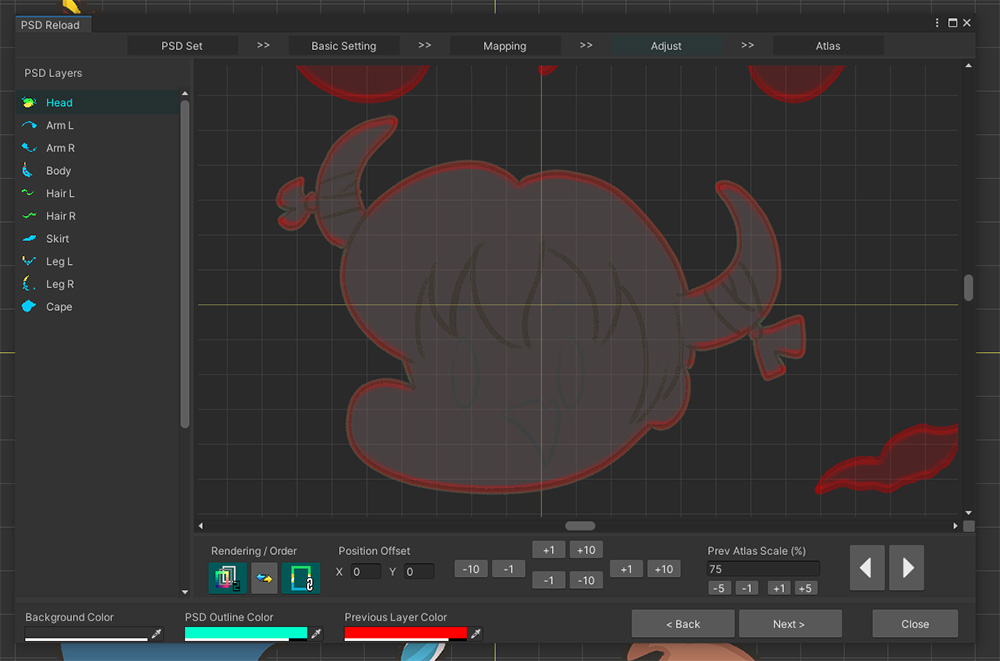 PSD Reload
PSD Set >> Basic Setting >> Mapping >> Adjust >> Atlas
PSD Layers
Head
Arm L
Arm R
Body
Hair L
Hair R
Skirt
Leg L
Leg R
Cape
Rendering / Order
Position Offset
X 0 Y 0
-10 -1
+1 +10
-1 -10
+1 +10
Prev Atlas Scale (%)
75
-5 -1 +1 +5
Background Color
PSD Outline Color
Previous Layer Color
< Back
Next >
Close